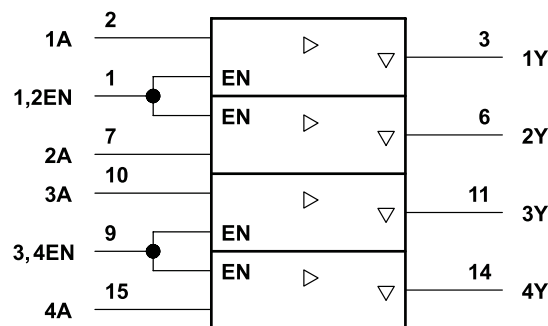 1A 2 3 1Y
1,2EN 1 EN
EN 6 2Y
2A 7
3A 10 11 3Y
3,4EN 9 EN
EN 14 4Y
4A 15